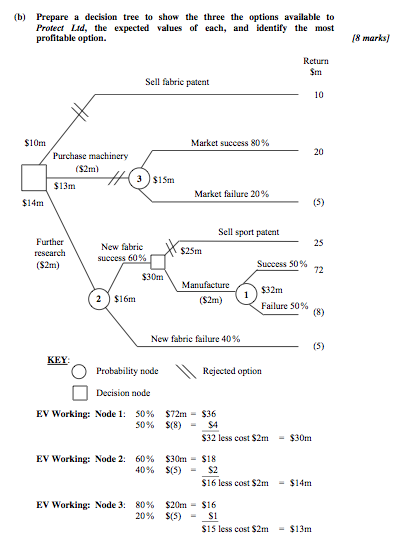 (b) Prepare a decision tree to show the three the options available to
Protect Ltd, the expected values of each, and identify the most
profitable option. [8 marks]
Return
$m
Sell fabric patent
10
$10m
Market success 80%
20
Purchase machinery
($2m)
3
$15m
$13m
Market failure 20%
(5)
$14m
Sell sport patent
25
Further
research
($2m)
New fabric
success 60%
$25m
Success 50%
72
$30m
Manufacture
($2m)
1
$32m
Failure 50%
(8)
2
$16m
New fabric failure 40%
(5)
KEY:
Probability node
Rejected option
Decision node
EV Working: Node 1: 50% $72m = $36
50% $(8) = $4
$32 less cost $2m = $30m
EV Working: Node 2: 60% $30m = $18
40% $(5) = $2
$16 less cost $2m = $14m
EV Working: Node 3: 80% $20m = $16
20% $(5) = $1
$15 less cost $2m = $13m